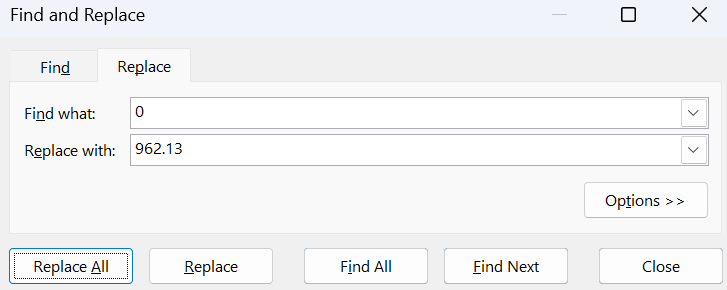 Find and Replace
Find Replace
Find what: 0
Replace with: 962.13
Options >>
Replace All Replace Find All Find Next Close